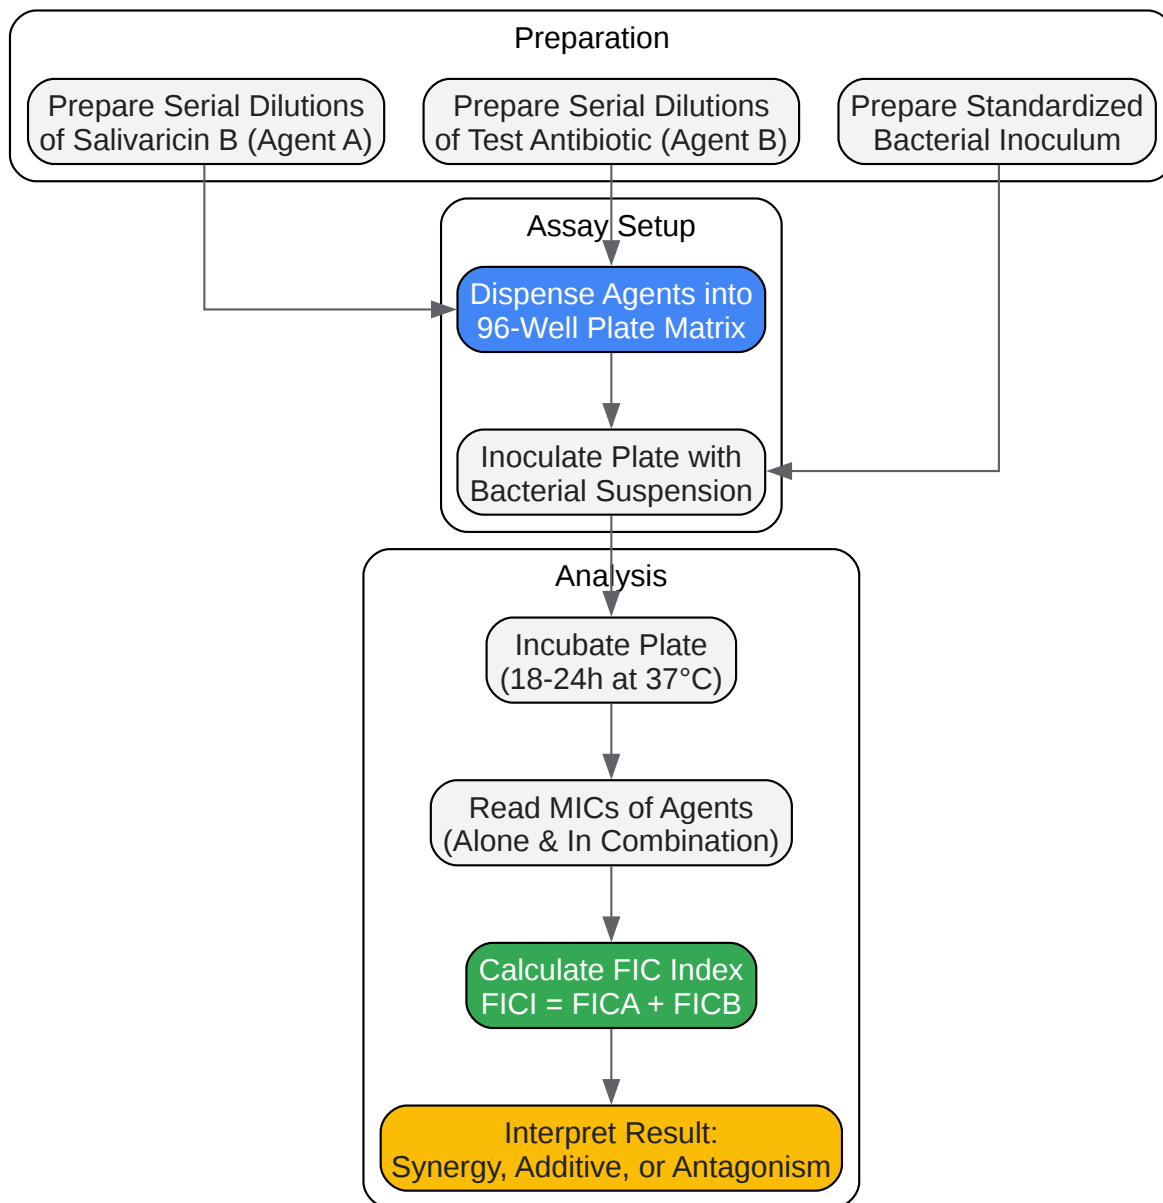 Preparation
Prepare Serial Dilutions
of Salivaricin B (Agent A)
Prepare Serial Dilutions
of Test Antibiotic (Agent B)
Prepare Standardized
Bacterial Inoculum
Assay Setup
Dispense Agents into
96-Well Plate Matrix
Inoculate Plate with
Bacterial Suspension
Analysis
Incubate Plate
(18-24h at 37°C)
Read MICs of Agents
(Alone & In Combination)
Calculate FIC Index
FICI = FICA + FICB
Interpret Result:
Synergy, Additive, or Antagonism